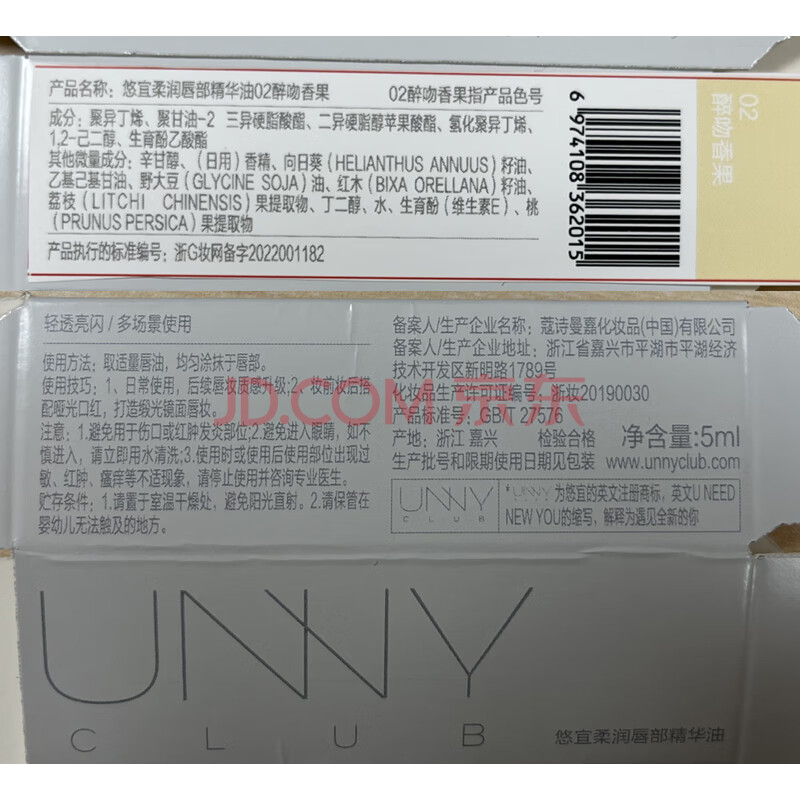 产品名称：悠宜柔润唇部精华油02醉吻香果 02醉吻香果指产品色号
成分：聚异丁烯、聚甘油-2 三异硬脂酸酯、二异硬脂醇苹果酸酯、氢化聚异丁烯、
1,2-己二醇、生育酚乙酸酯
其他微量成分：辛甘醇、（日用）香精、向日葵（HELIANTHUS ANNUUS）籽油、
乙基己基甘油、野大豆（GLYCINE SOJA）油、红木（BIXA ORELLANA）籽油、
荔枝（LITCHI CHINENSIS）果提取物、丁二醇、水、生育酚（维生素E）、桃
（PRUNUS PERSICA）果提取物
产品执行的标准编号：浙G妆网备字2022001182
6 974108 362015
02
醉吻香果
轻透亮闪 / 多场景使用
使用方法：取适量唇油，均匀涂抹于唇部。
使用技巧：1、日常使用，后续唇妆质感升级;2、妆前妆后搭
配哑光口红，打造缎光镜面唇妆。
注意：1.避免用于伤口或红肿发炎部位;2.避免进入眼睛，如不
慎进入，请立即用水清洗;3.使用时或使用后使用部位出现过
敏、红肿、瘙痒等不适现象，请停止使用并咨询专业医生。
贮存条件：1.请置于室温干燥处，避免阳光直射。2.请保管在
婴幼儿无法触及的地方。
备案人/生产企业名称：蔻诗曼嘉化妆品(中国)有限公司
备案人/生产企业地址：浙江省嘉兴市平湖市平湖经济
技术开发区新明路1789号
化妆品生产许可证编号：浙妆20190030
产品标准号：GB/T 27576
产地：浙江 嘉兴 检验合格 净含量:5ml
生产批号和限期使用日期见包装 www.unnyclub.com
UNNY
CLUB
*UNNY为悠宜的英文注册商标，英文U NEED
NEW YOU的缩写，解释为遇见全新的你
JD.COM 京东
UNNY
CLUB
悠宜柔润唇部精华油